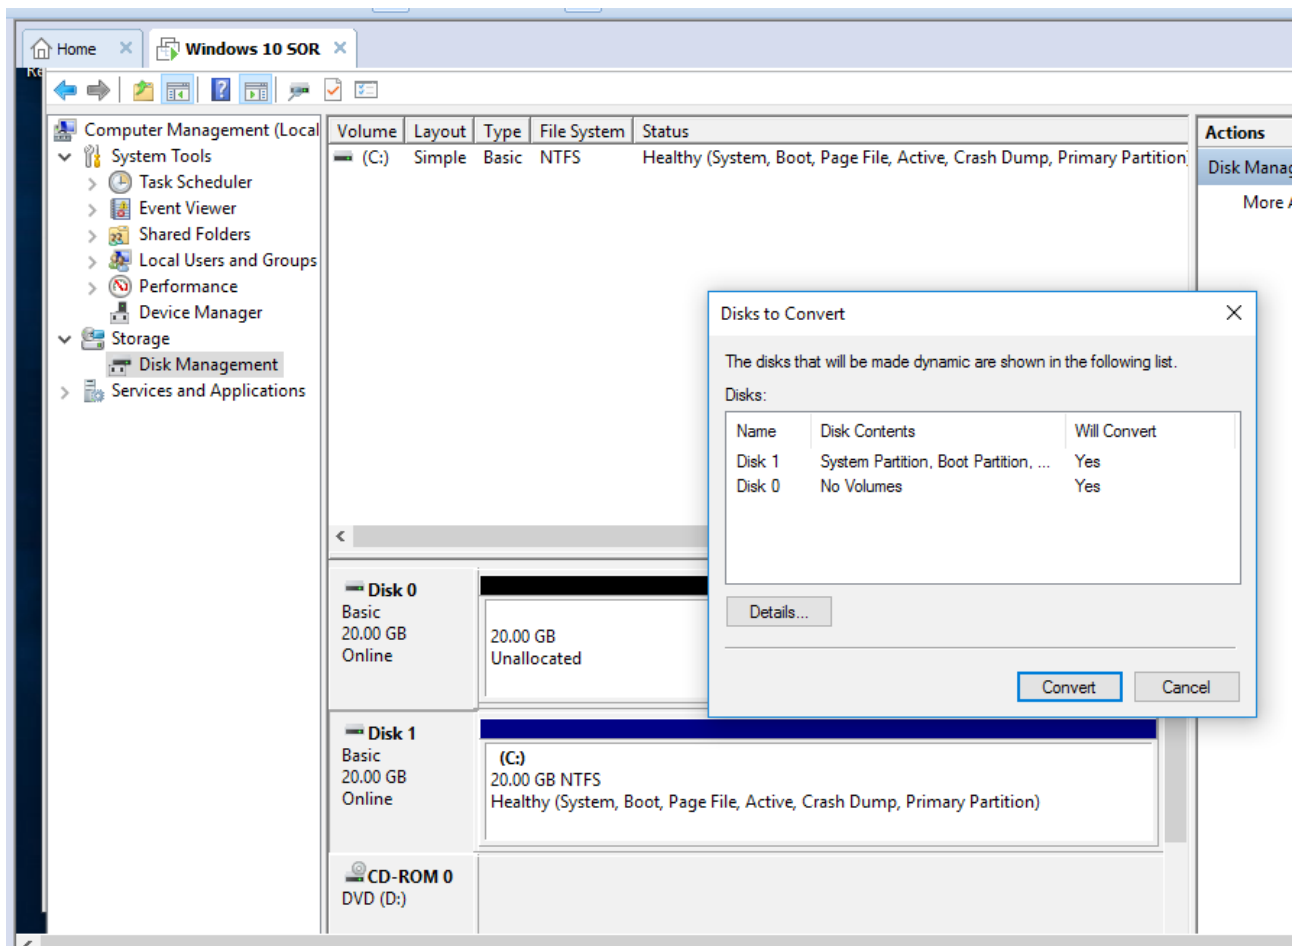 Home
Windows 10 SOR
Re
Computer Management (Local
System Tools
Task Scheduler
Event Viewer
Shared Folders
Local Users and Groups
Performance
Device Manager
Storage
Disk Management
Services and Applications
Volume Layout Type File System Status
(C:) Simple Basic NTFS Healthy (System, Boot, Page File, Active, Crash Dump, Primary Partition
Actions
Disk Manag
More A
Disks to Convert
The disks that will be made dynamic are shown in the following list.
Disks:
Name Disk Contents Will Convert
Disk 1 System Partition, Boot Partition, ... Yes
Disk 0 No Volumes Yes
Details...
Convert Cancel
Disk 0
Basic
20.00 GB
Online
20.00 GB
Unallocated
Disk 1
Basic
20.00 GB
Online
(C:)
20.00 GB NTFS
Healthy (System, Boot, Page File, Active, Crash Dump, Primary Partition)
CD-ROM 0
DVD (D:)